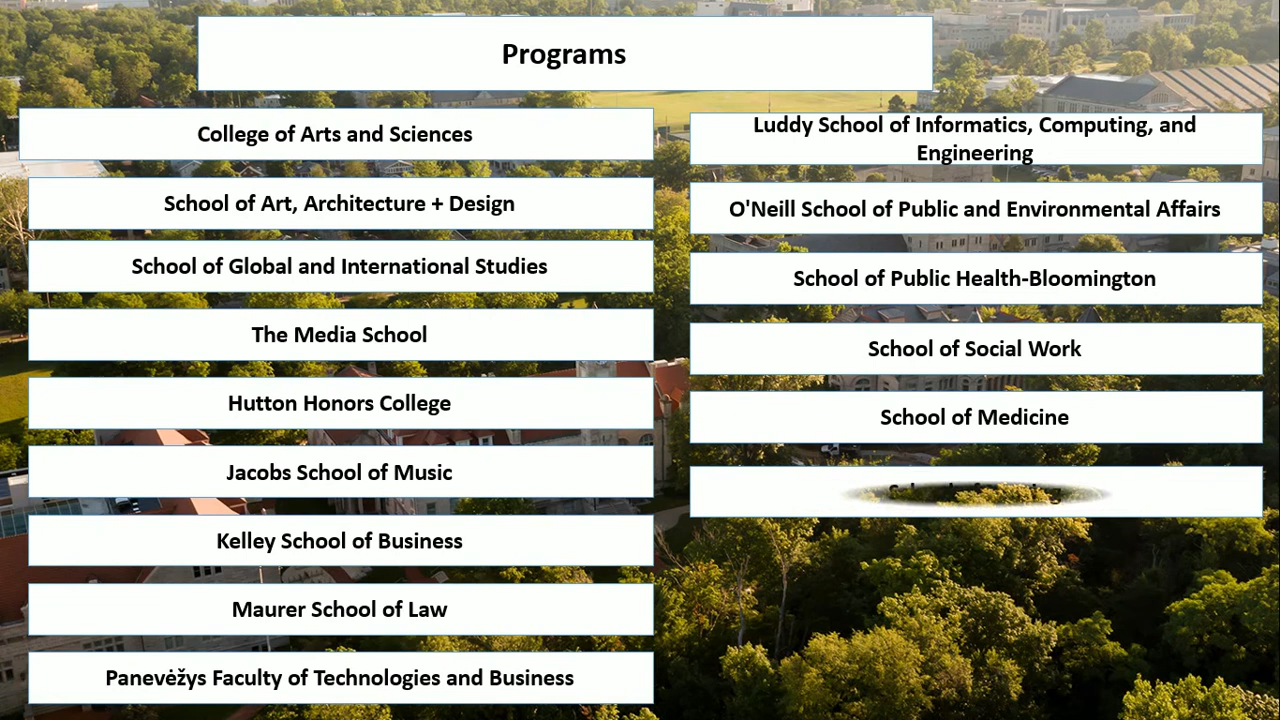 Programs
College of Arts and Sciences
School of Art, Architecture + Design
School of Global and International Studies
The Media School
Hutton Honors College
Jacobs School of Music
Kelley School of Business
Maurer School of Law
Panevėžys Faculty of Technologies and Business
Luddy School of Informatics, Computing, and
Engineering
O'Neill School of Public and Environmental Affairs
School of Public Health-Bloomington
School of Social Work
School of Medicine